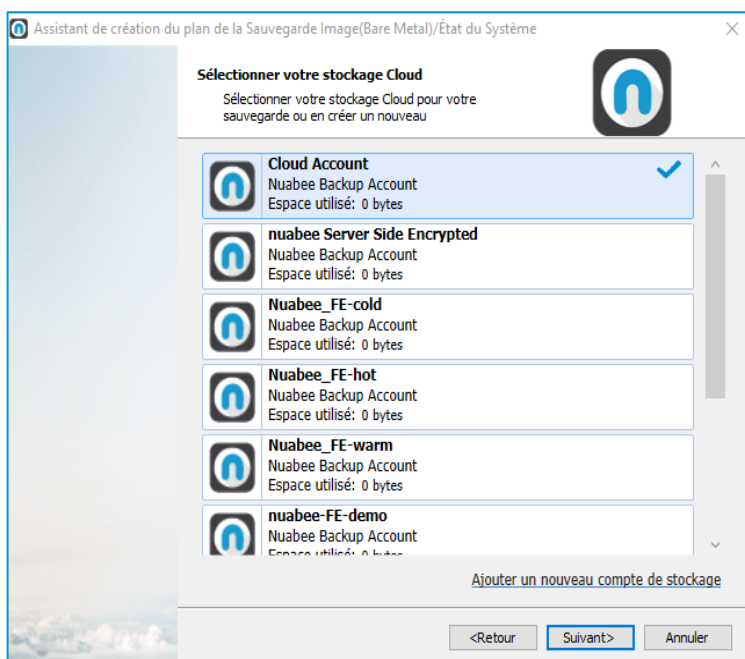 Assistant de création du plan de la Sauvegarde Image(Bare Metal)/État du Système
Sélectionner votre stockage Cloud
Sélectionner votre stockage Cloud pour votre
sauvegarde ou en créer un nouveau
Cloud Account
Nuabee Backup Account
Espace utilisé: 0 bytes
nuabee Server Side Encrypted
Nuabee Backup Account
Espace utilisé: 0 bytes
Nuabee_FE-cold
Nuabee Backup Account
Espace utilisé: 0 bytes
Nuabee_FE-hot
Nuabee Backup Account
Espace utilisé: 0 bytes
Nuabee_FE-warm
Nuabee Backup Account
Espace utilisé: 0 bytes
nuabee-FE-demo
Nuabee Backup Account
Espace utilisé: 0 bytes
Ajouter un nouveau compte de stockage
<Retour
Suivant>
Annuler